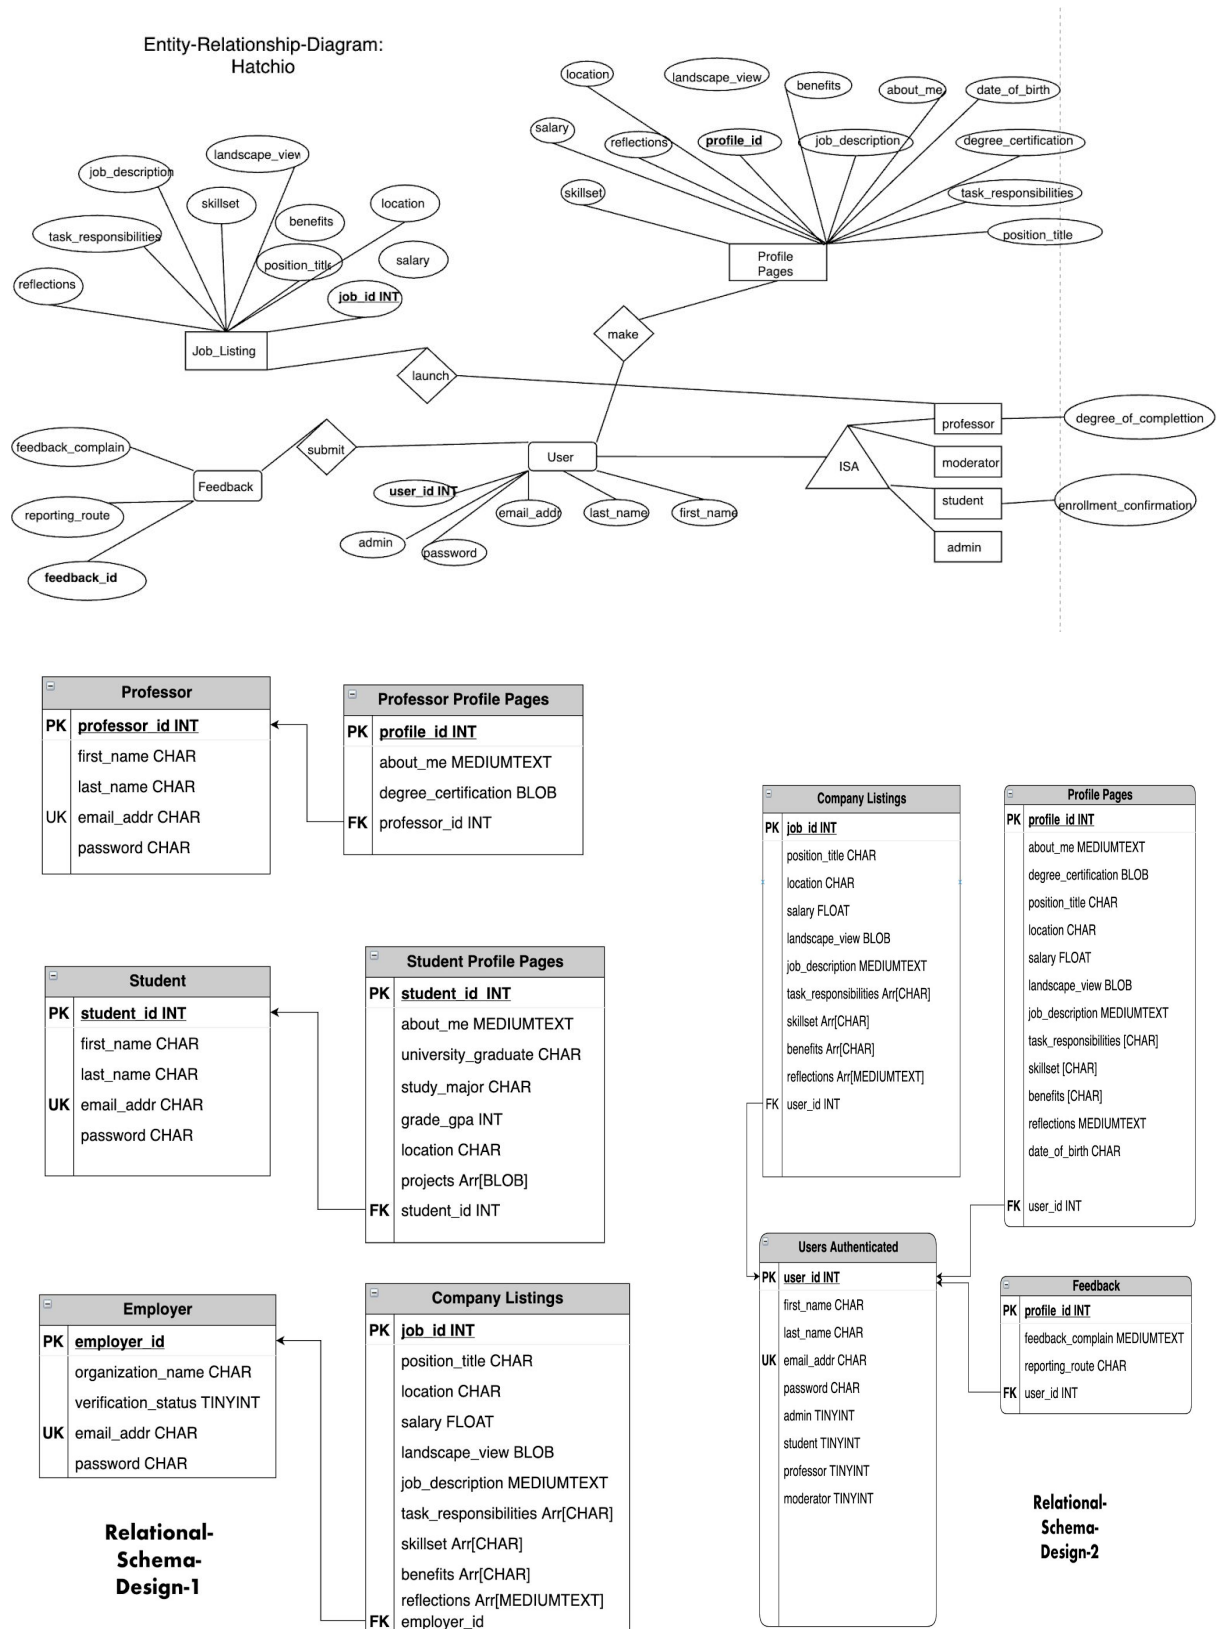 Entity-Relationship-Diagram:
Hatchio
location
landscape_view
benefits
about_me
date_of_birth
salary
reflections
profile_id
job_description
degree_certification
skillset
task_responsibilities
position_title
Profile
Pages
landscape_view
job_description
skillset
benefits
location
task_responsibilities
position_title
salary
reflections
job_id INT
Job_Listing
make
launch
professor
degree_of_complettion
moderator
student
enrollment_confirmation
admin
ISA
feedback_complain
submit
User
Feedback
user_id INT
email_addr
last_name
first_name
reporting_route
admin
password
feedback_id
Professor
PK professor_id INT
first_name CHAR
last_name CHAR
UK email_addr CHAR
password CHAR
Professor Profile Pages
PK profile_id INT
about_me MEDIUMTEXT
degree_certification BLOB
FK professor_id INT
Student
PK student_id INT
first_name CHAR
last_name CHAR
UK email_addr CHAR
password CHAR
Student Profile Pages
PK student_id INT
about_me MEDIUMTEXT
university_graduate CHAR
study_major CHAR
grade_gpa INT
location CHAR
projects Arr[BLOB]
FK student_id INT
Employer
PK employer_id
organization_name CHAR
verification_status TINYINT
UK email_addr CHAR
password CHAR
Company Listings
PK job_id INT
position_title CHAR
location CHAR
salary FLOAT
landscape_view BLOB
job_description MEDIUMTEXT
task_responsibilities Arr[CHAR]
skillset Arr[CHAR]
benefits Arr[CHAR]
reflections Arr[MEDIUMTEXT]
FK employer_id
Relational-
Schema-
Design-1
Company Listings
PK job_id INT
position_title CHAR
location CHAR
salary FLOAT
landscape_view BLOB
job_description MEDIUMTEXT
task_responsibilities Arr[CHAR]
skillset Arr[CHAR]
benefits Arr[CHAR]
reflections Arr[MEDIUMTEXT]
FK user_id INT
Profile Pages
PK profile_id INT
about_me MEDIUMTEXT
degree_certification BLOB
position_title CHAR
location CHAR
salary FLOAT
landscape_view BLOB
job_description MEDIUMTEXT
task_responsibilities [CHAR]
skillset [CHAR]
benefits [CHAR]
reflections MEDIUMTEXT
date_of_birth CHAR
FK user_id INT
Users Authenticated
PK user_id INT
first_name CHAR
last_name CHAR
UK email_addr CHAR
password CHAR
admin TINYINT
student TINYINT
professor TINYINT
moderator TINYINT
Feedback
PK profile_id INT
feedback_complain MEDIUMTEXT
reporting_route CHAR
FK user_id INT
Relational-
Schema-
Design-2